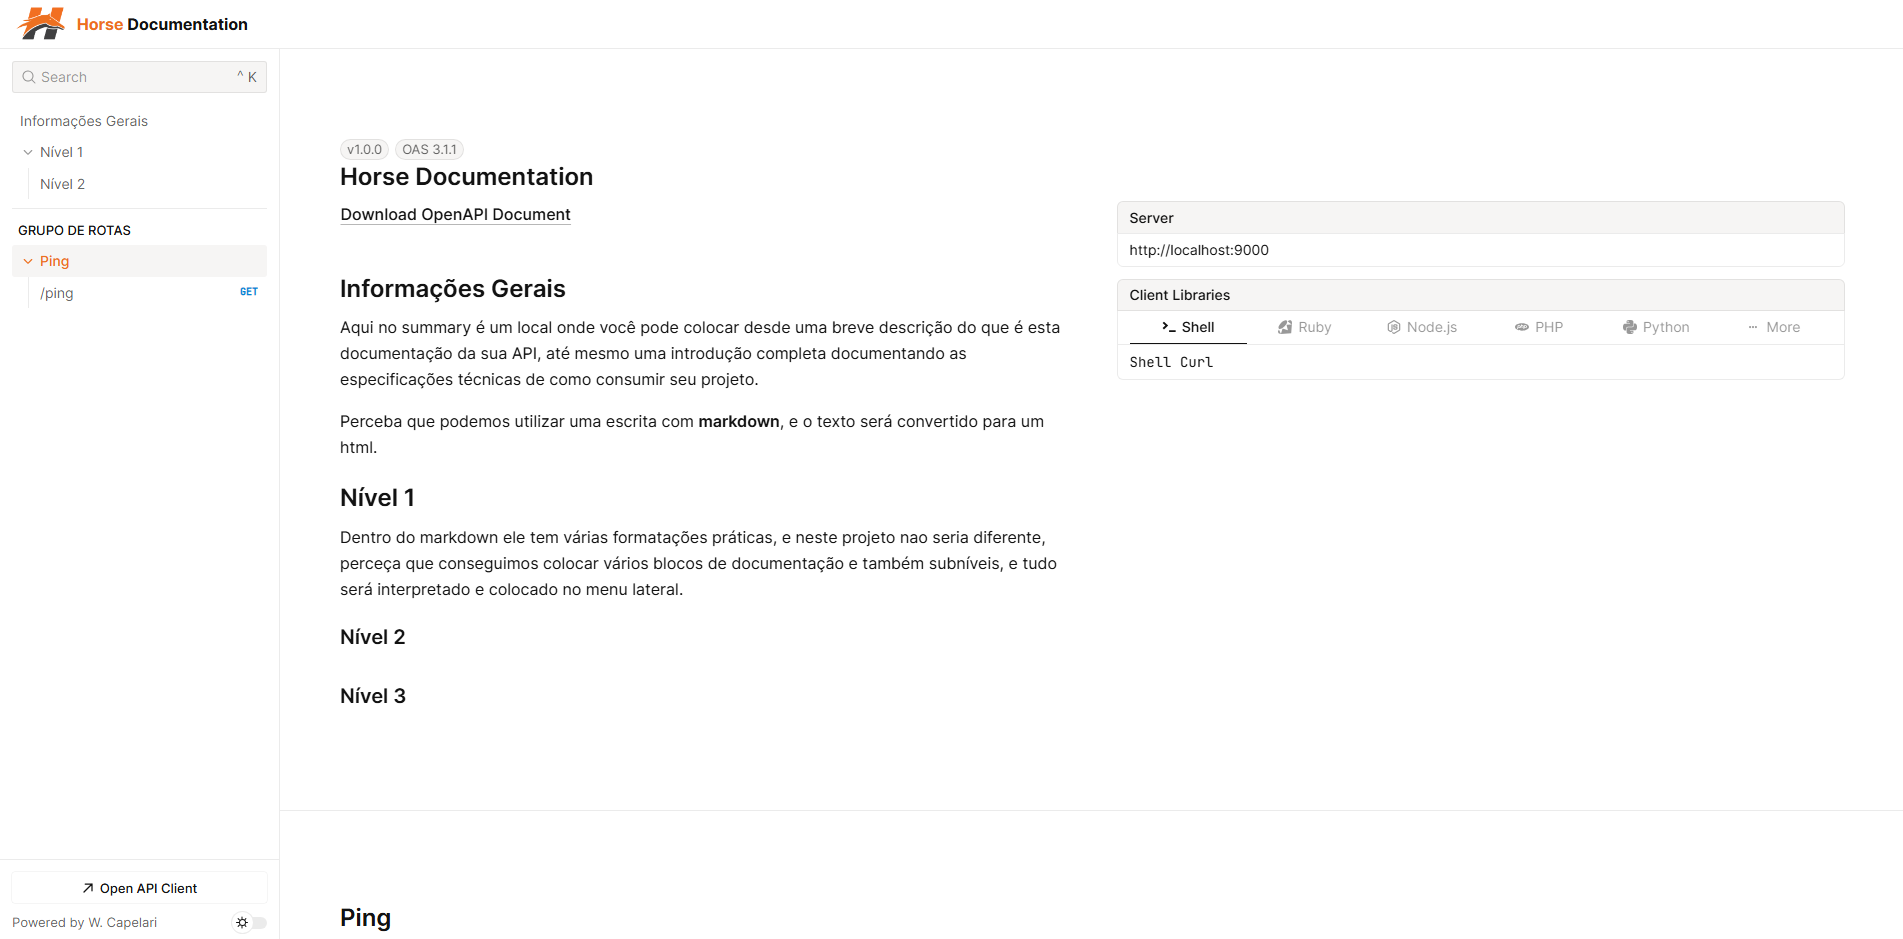 Horse Documentation
Search
^ K
Informações Gerais
Nível 1
Nível 2
GRUPO DE ROTAS
Ping
/ping GET
Open API Client
Powered by W. Capelari
v1.0.0 OAS 3.1.1
Horse Documentation
Download OpenAPI Document
Informações Gerais
Aqui no summary é um local onde você pode colocar desde uma breve descrição do que é esta
documentação da sua API, até mesmo uma introdução completa documentando as
especificações técnicas de como consumir seu projeto.
Perceba que podemos utilizar uma escrita com markdown, e o texto será convertido para um
html.
Nível 1
Dentro do markdown ele tem várias formatações práticas, e neste projeto nao seria diferente,
perceça que conseguimos colocar vários blocos de documentação e também subníveis, e tudo
será interpretado e colocado no menu lateral.
Nível 2
Nível 3
Server
http://localhost:9000
Client Libraries
Shell Ruby Node.js PHP Python More
Shell Curl
Ping